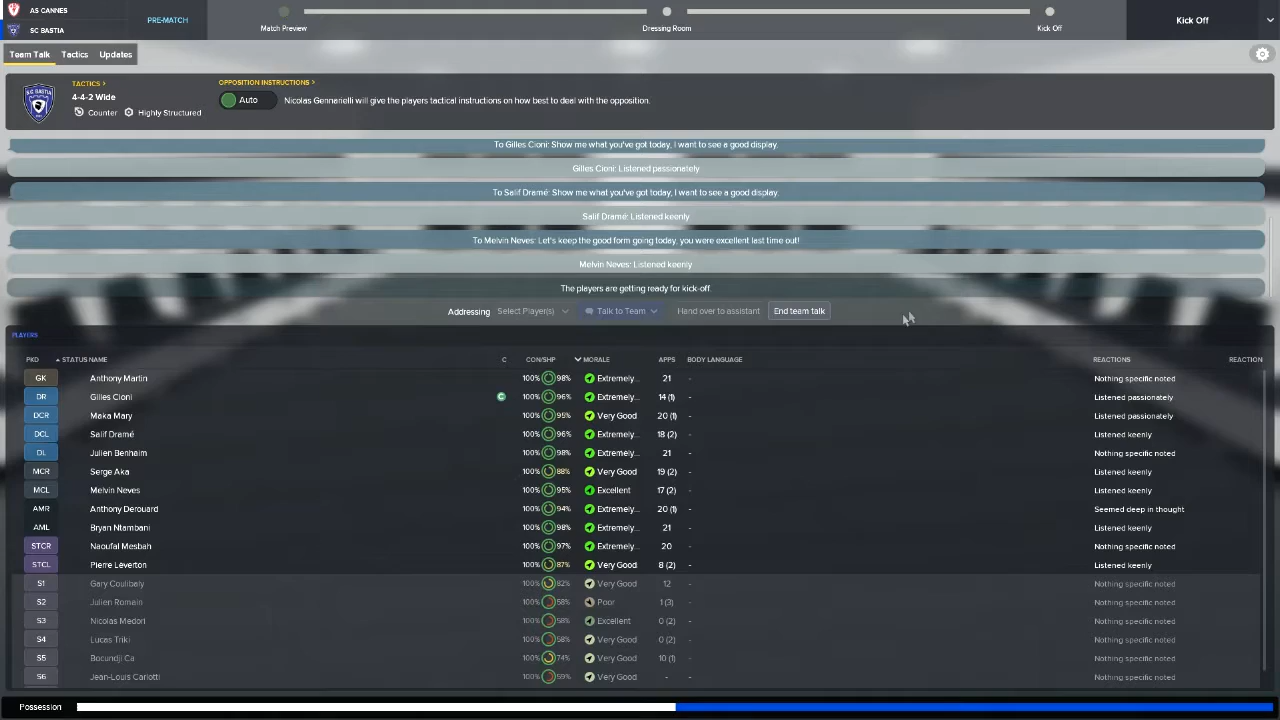 AS CANNES
SC BASTIA
PRE-MATCH
Match Preview
Dressing Room
Kick Off
Kick Off
Team Talk Tactics Updates
TACTICS >
4-4-2 Wide
Counter Highly Structured
OPPOSITION INSTRUCTIONS >
Auto Nicolas Gennarielli will give the players tactical instructions on how best to deal with the opposition.
To Gilles Cioni: Show me what you've got today, I want to see a good display.
Gilles Cioni: Listened passionately
To Salif Dramé: Show me what you've got today, I want to see a good display.
Salif Dramé: Listened keenly
To Melvin Neves: Let's keep the good form going today, you were excellent last time out!
Melvin Neves: Listened keenly
The players are getting ready for kick-off.
Addressing Select Player(s) Talk to Team Hand over to assistant End team talk
PLAYERS
PKD STATUS NAME C CON/SHP MORALE APPS BODY LANGUAGE REACTIONS REACTION
GK Anthony Martin 100% 98% Extremely... 21 - Nothing specific noted
DR Gilles Cioni C 100% 96% Extremely... 14 (1) - Listened passionately
DCR Maka Mary 100% 95% Very Good 20 (1) - Listened passionately
DCL Salif Dramé 100% 96% Extremely... 18 (2) - Listened keenly
DL Julien Benhaim 100% 98% Extremely... 21 - Nothing specific noted
MCR Serge Aka 100% 88% Very Good 19 (2) - Listened keenly
MCL Melvin Neves 100% 95% Excellent 17 (2) - Listened keenly
AMR Anthony Derouard 100% 94% Extremely... 20 (1) - Seemed deep in thought
AML Bryan Ntambani 100% 98% Extremely... 21 - Listened keenly
STCR Naoufal Mesbah 100% 97% Extremely... 20 - Nothing specific noted
STCL Pierre Leverton 100% 87% Very Good 8 (2) - Listened keenly
S1 Gary Coulibaly 100% 82% Very Good 12 - Nothing specific noted
S2 Julien Romain 100% 58% Poor 1 (3) - Nothing specific noted
S3 Nicolas Medori 100% 58% Excellent 0 (2) - Nothing specific noted
S4 Lucas Triki 100% 58% Very Good 0 (2) - Nothing specific noted
S5 Bocundji Ca 100% 74% Very Good 10 (1) - Nothing specific noted
S6 Jean-Louis Carlotti 100% 59% Very Good - - Nothing specific noted
Possession